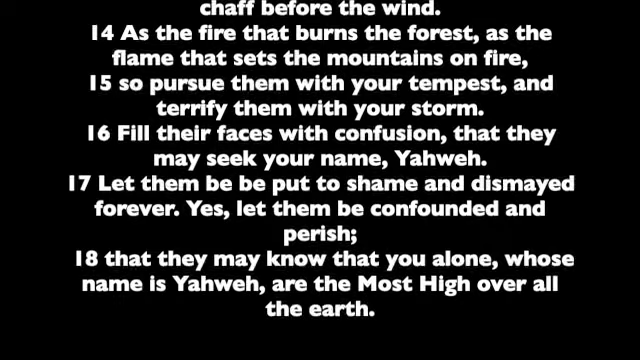 chaff before the wind.
14 As the fire that burns the forest, as the
flame that sets the mountains on fire,
15 so pursue them with your tempest, and
terrify them with your storm.
16 Fill their faces with confusion, that they
may seek your name, Yahweh.
17 Let them be be put to shame and dismayed
forever. Yes, let them be confounded and
perish;
18 that they may know that you alone, whose
name is Yahweh, are the Most High over all
the earth.